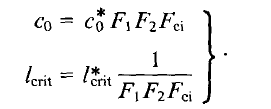 c₀ = c₀* F₁F₂F_ci
l_crit = l*_crit 1/(F₁F₂F_ci) } .